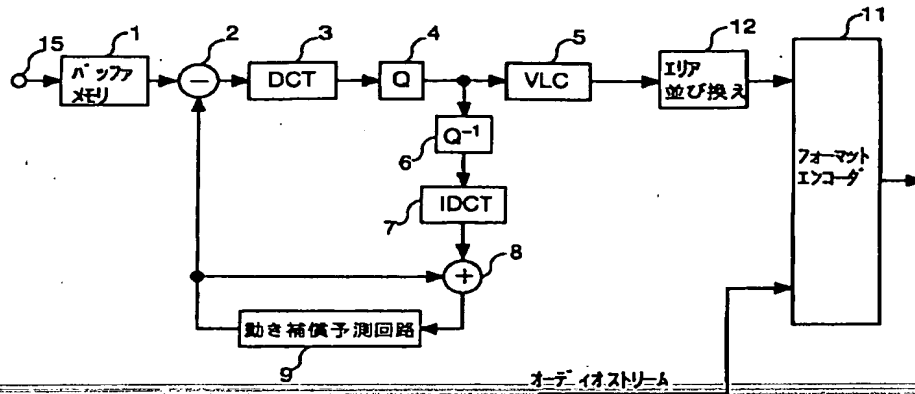 15
1
バッファ
メモリ
2
−
3
DCT
4
Q
5
VLC
12
エリア
並び換え
11
フォーマット
エンコーダ
6
Q⁻¹
7
IDCT
8
+
動き補償予測回路
9
オーディオストリーム